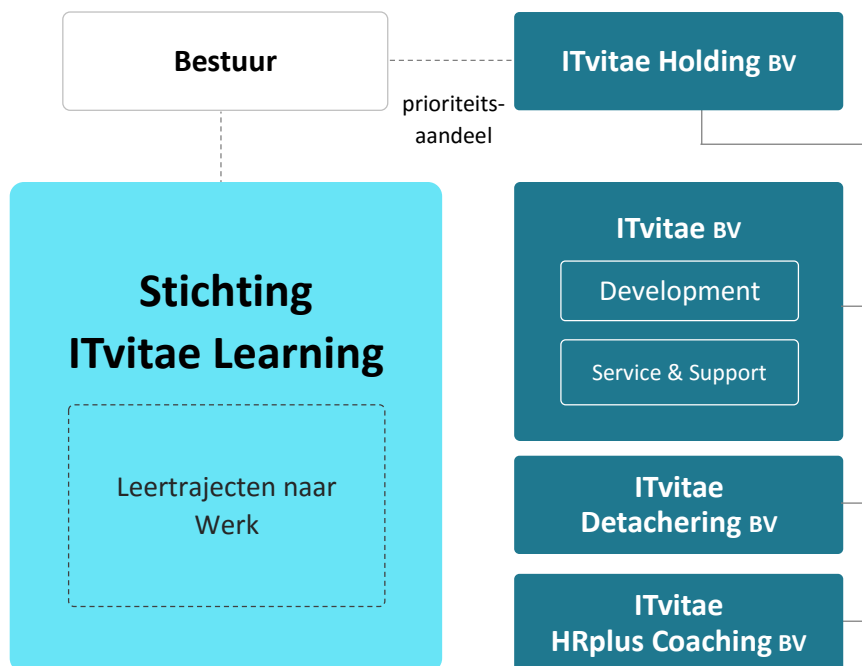 Bestuur
ITvitae Holding BV
prioriteits-
aandeel
Stichting
ITvitae Learning
Leertrajecten naar
Werk
ITvitae BV
Development
Service & Support
ITvitae
Detachering BV
ITvitae
HRplus Coaching BV